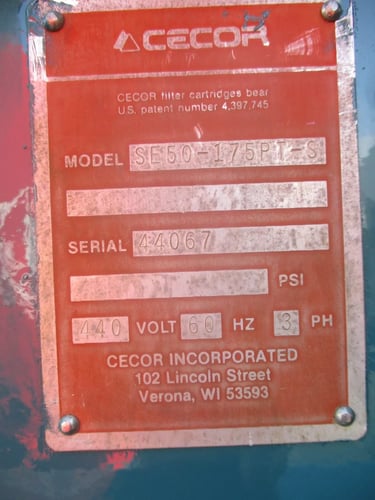 CECOR
CECOR filter cartridges bear
U.S. patent number 4,397,745
MODEL SE50-175PT-S
SERIAL 44067
PSI
440 VOLT 60 HZ 3 PH
CECOR INCORPORATED
102 Lincoln Street
Verona, WI 53593